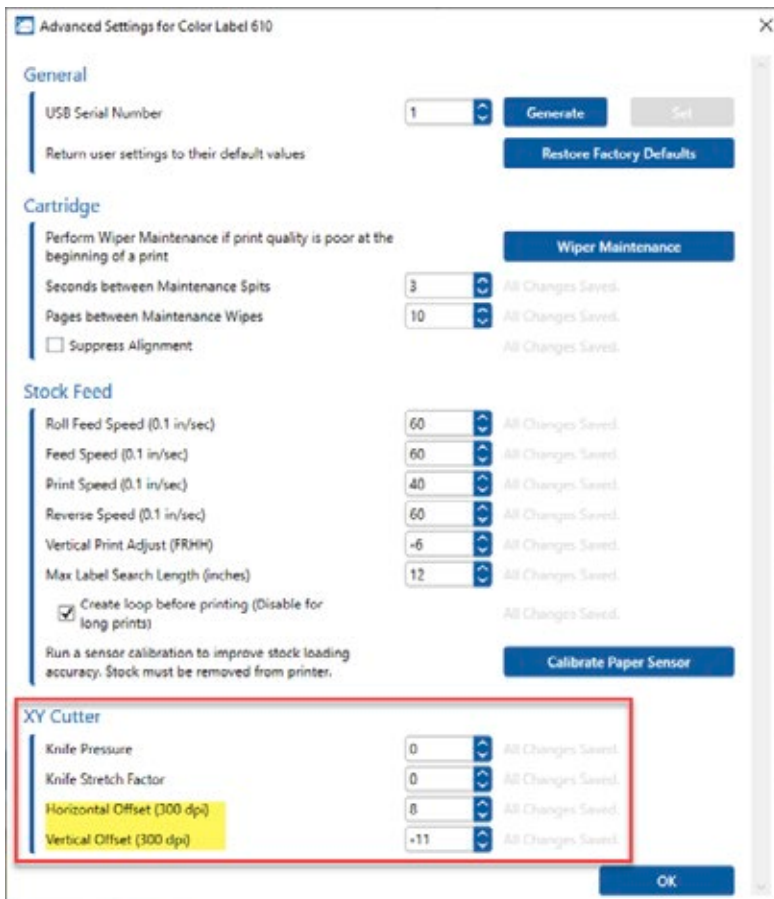 Advanced Settings for Color Label 610
General
USB Serial Number 1 Generate Set
Return user settings to their default values Restore Factory Defaults
Cartridge
Perform Wiper Maintenance if print quality is poor at the
beginning of a print Wiper Maintenance
Seconds between Maintenance Spits 3 All Changes Saved.
Pages between Maintenance Wipes 10 All Changes Saved.
Suppress Alignment All Changes Saved.
Stock Feed
Roll Feed Speed (0.1 in/sec) 60 All Changes Saved.
Feed Speed (0.1 in/sec) 60 All Changes Saved.
Print Speed (0.1 in/sec) 40 All Changes Saved.
Reverse Speed (0.1 in/sec) 60 All Changes Saved.
Vertical Print Adjust (FRHH) -6 All Changes Saved.
Max Label Search Length (inches) 12 All Changes Saved.
Create loop before printing (Disable for
long prints) All Changes Saved.
Run a sensor calibration to improve stock loading
accuracy. Stock must be removed from printer. Calibrate Paper Sensor
XY Cutter
Knife Pressure 0 All Changes Saved.
Knife Stretch Factor 0 All Changes Saved.
Horizontal Offset (300 dpi) 8 All Changes Saved.
Vertical Offset (300 dpi) -11 All Changes Saved.
OK